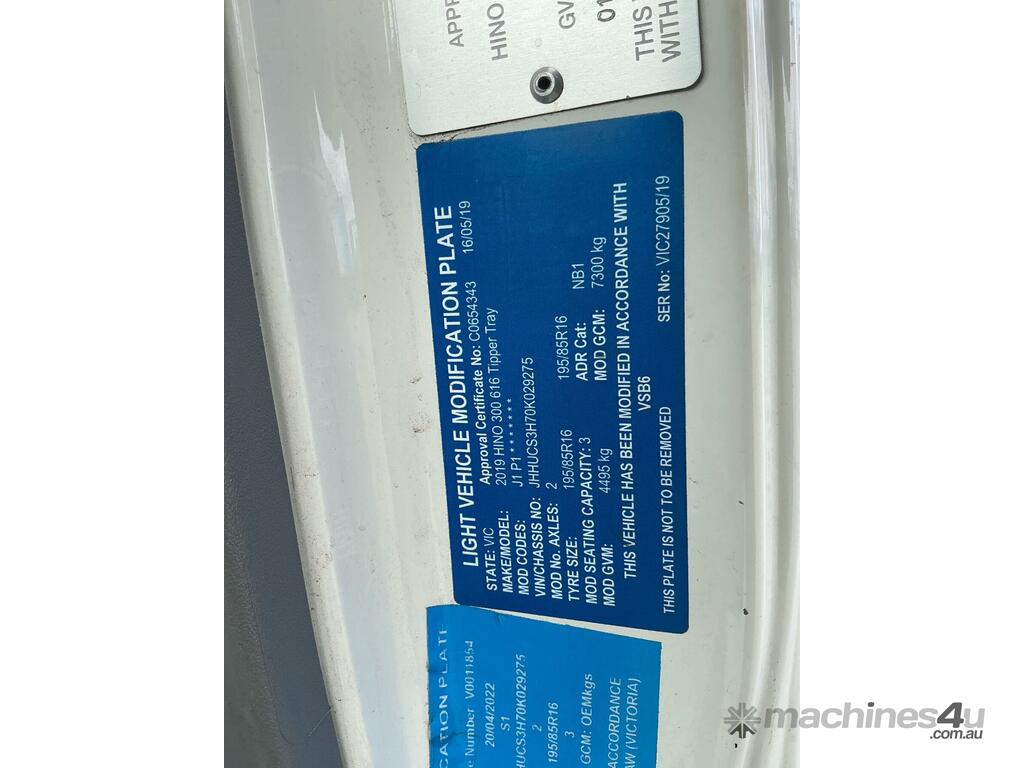 APPR
HINO
GV
01
THIS
WITH
LIGHT VEHICLE MODIFICATION PLATE
STATE: VIC Approval Certificate No: C0654343 16/05/19
MAKE/MODEL: 2019 HINO 300 616 Tipper Tray
MOD CODES: J1 P1 *******
VIN/CHASSIS NO: JHHUCS3H70K029275
MOD No. AXLES: 2
TYRE SIZE: 195/85R16 195/85R16
MOD SEATING CAPACITY: 3 ADR Cat: NB1
MOD GVM: 4495 kg MOD GCM: 7300 kg
THIS VEHICLE HAS BEEN MODIFIED IN ACCORDANCE WITH
VSB6
THIS PLATE IS NOT TO BE REMOVED SER No: VIC27905/19
CATION PLATE
e Number V0011854
20/04/2022
S1
HUCS3H70K029275
2
195/85R16
3
GCM: OEMkgs
ACCORDANCE
AW (VICTORIA)
machines4u
.com.au